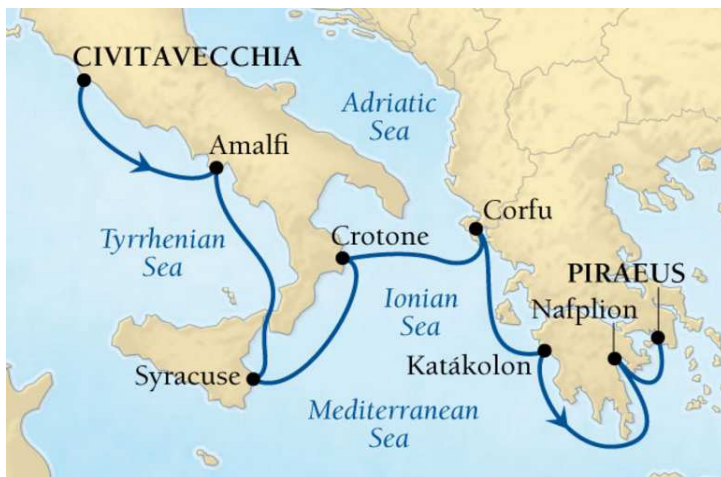 CIVITAVECCHIA
Adriatic
Sea
Amalfi
Corfu
Tyrrhenian
Sea
Crotone
PIRAEUS
Ionian
Sea
Nafplion
Katákolon
Syracuse
Mediterranean
Sea